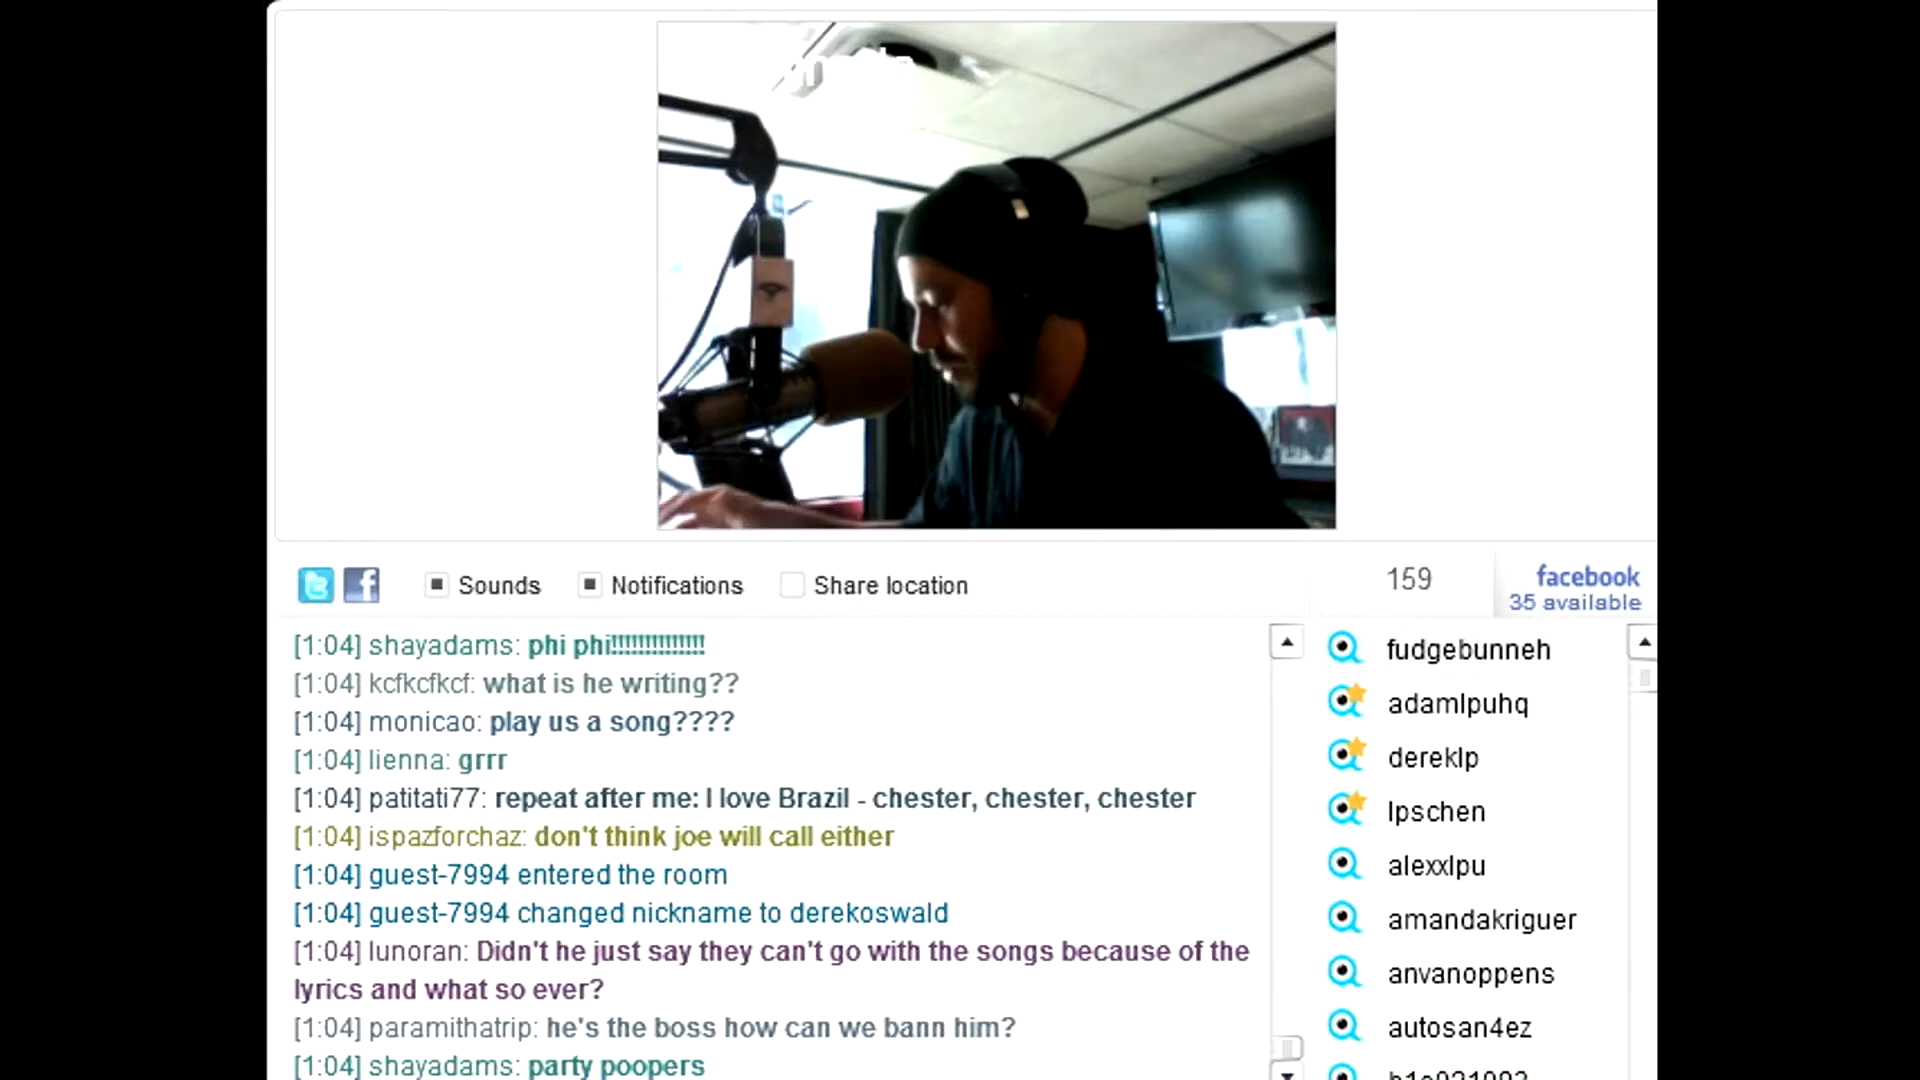 Sounds Notifications Share location 159 facebook
35 available
[1:04] shayadams: phi phi!!!!!!!!!!!!!!!
[1:04] kcfkcfkcf: what is he writing??
[1:04] monicao: play us a song????
[1:04] lienna: grrr
[1:04] patitati77: repeat after me: I love Brazil - chester, chester, chester
[1:04] ispazforchaz: don't think joe will call either
[1:04] guest-7994 entered the room
[1:04] guest-7994 changed nickname to derekoswald
[1:04] lunoran: Didn't he just say they can't go with the songs because of the
lyrics and what so ever?
[1:04] paramithatrip: he's the boss how can we bann him?
[1:04] shayadams: party poopers
fudgebunneh
adamlpuhq
dereklp
lpschen
alexxlpu
amandakriguer
anvanoppens
autosan4ez